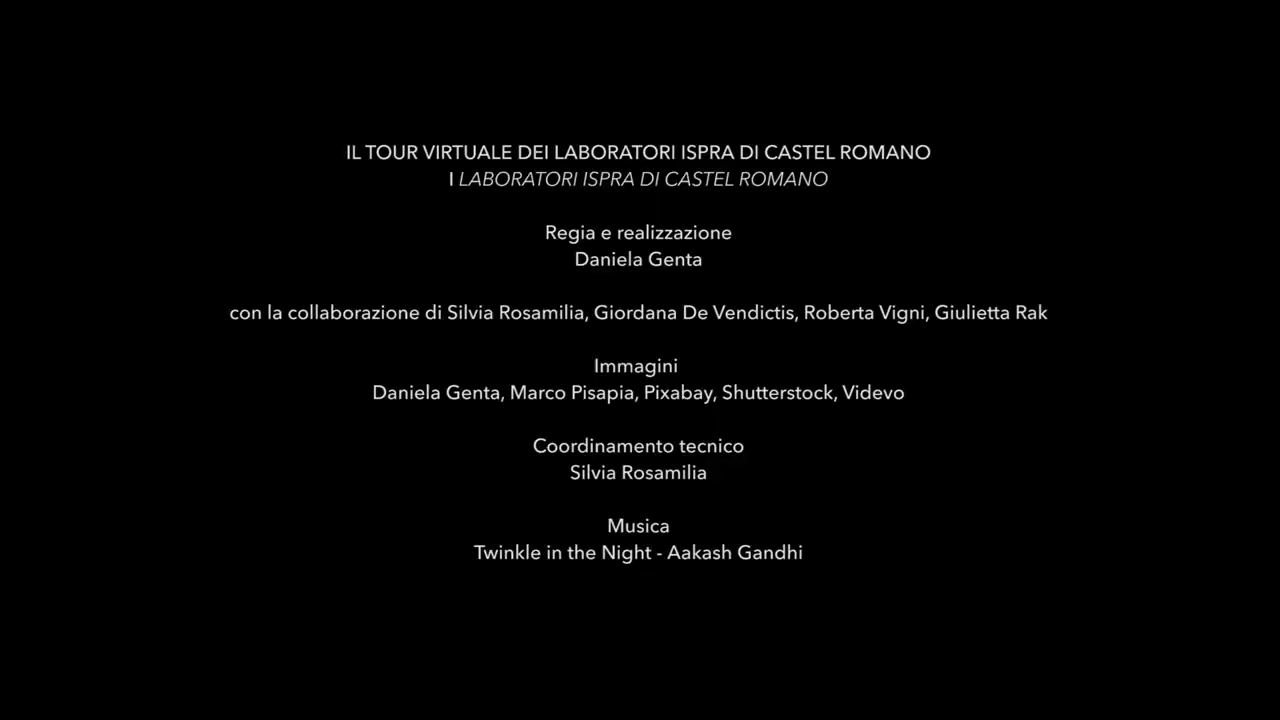 IL TOUR VIRTUALE DEI LABORATORI ISPRA DI CASTEL ROMANO
I LABORATORI ISPRA DI CASTEL ROMANO
Regia e realizzazione
Daniela Genta
con la collaborazione di Silvia Rosamilia, Giordana De Vendictis, Roberta Vigni, Giulietta Rak
Immagini
Daniela Genta, Marco Pisapia, Pixabay, Shutterstock, Videvo
Coordinamento tecnico
Silvia Rosamilia
Musica
Twinkle in the Night - Aakash Gandhi